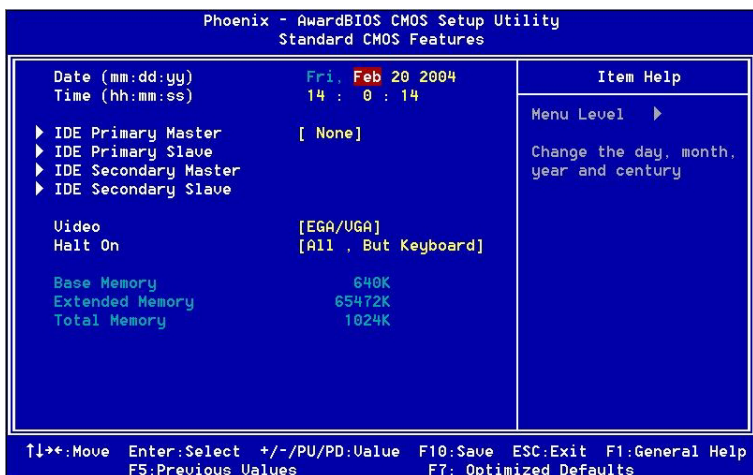 Phoenix - AwardBIOS CMOS Setup Utility
Standard CMOS Features
Date (mm:dd:yy) Fri, Feb 20 2004
Time (hh:mm:ss) 14 : 0 : 14
IDE Primary Master [ None]
IDE Primary Slave
IDE Secondary Master
IDE Secondary Slave
Video [EGA/VGA]
Halt On [All , But Keyboard]
Base Memory 640K
Extended Memory 65472K
Total Memory 1024K
Item Help
Menu Level ▶
Change the day, month,
year and century
↑↓→←:Move Enter:Select +/-/PU/PD:Value F10:Save ESC:Exit F1:General Help
F5:Previous Values F7: Optimized Defaults